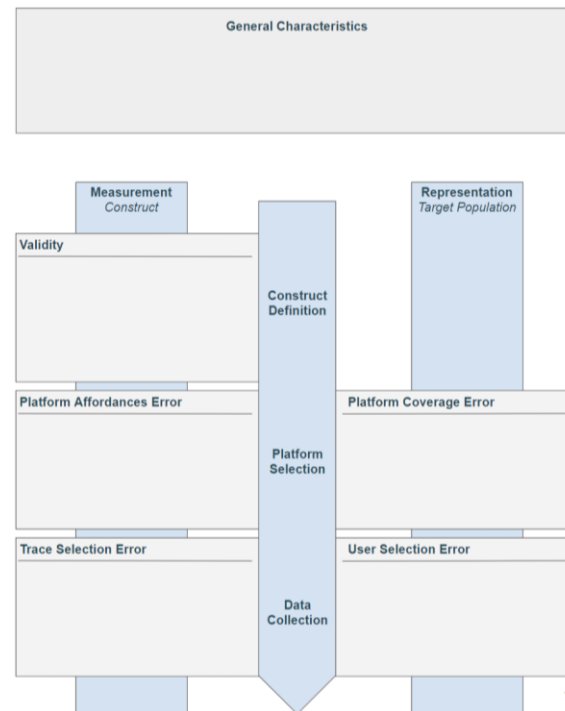 General Characteristics
Measurement
Construct
Representation
Target Population
Validity
Construct
Definition
Platform Affordances Error
Platform Coverage Error
Platform
Selection
Trace Selection Error
User Selection Error
Data
Collection